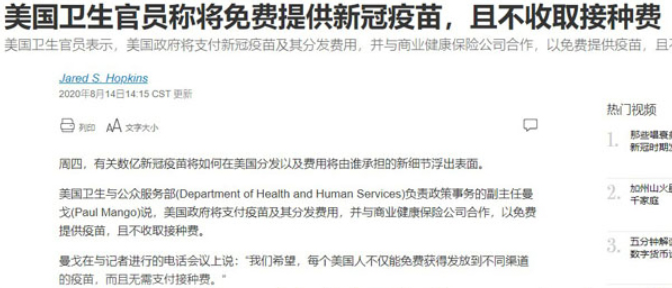 美国卫生官员称将免费提供新冠疫苗，且不收取接种费
美国卫生官员表示，美国政府将支付新冠疫苗及其分发费用，并与商业健康保险公司合作，以免费提供疫苗，且
Jared S. Hopkins
2020年8月14日14:15 CST 更新
列印 AA 文字大小
周四，有关数亿新冠疫苗将如何在美国分发以及费用将由谁承担的新细节浮出表面。
美国卫生与公众服务部(Department of Health and Human Services)负责政策事务的副主任曼
戈(Paul Mango)说，美国政府将支付疫苗及其分发费用，并与商业健康保险公司合作，以免费
提供疫苗，且不收取接种费。
曼戈在与记者进行的电话会议上说：“我们希望，每个美国人不仅能免费获得发放到不同渠道
的疫苗，而且无需支付接种费。”
热门视频
1. 那些唱衰
新冠时期
2. 加州山火
千家庭
3. 五分钟解
数字货币